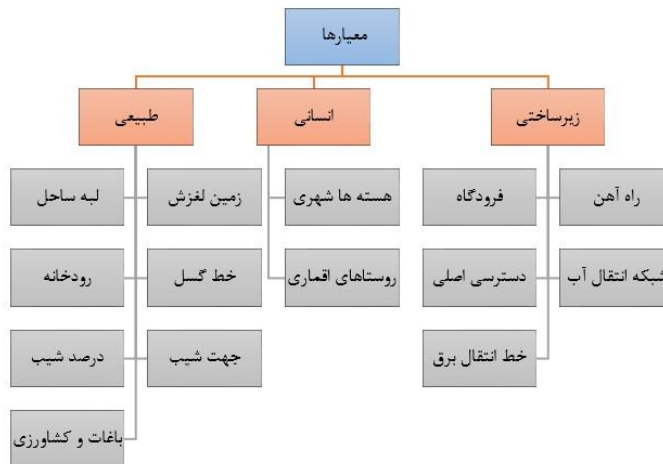 معیارها
زیرساختی
انسانی
طبیعی
راه آهن
فرودگاه
شبکه انتقال آب
دسترسی اصلی
خط انتقال برق
هسته ها شهری
روستاهای اقماری
زمین لغزش
لبه ساحل
خط گسل
رودخانه
جهت شیب
درصد شیب
باغات و کشاورزی